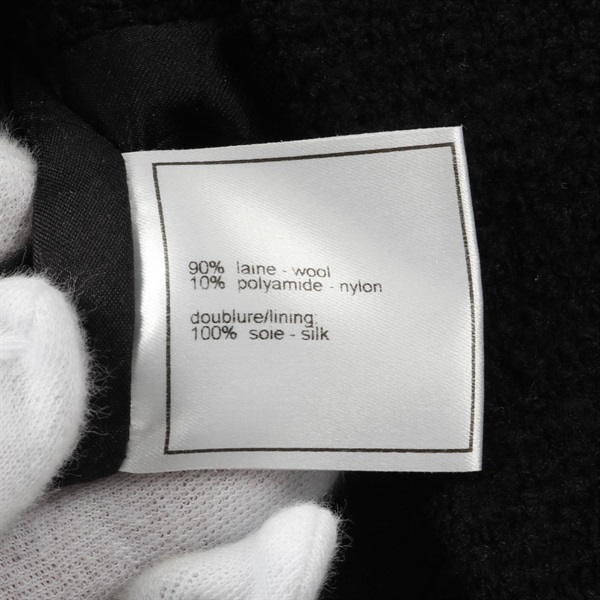 90% laine - wool
10% polyamide - nylon
doublure/lining:
100% soie - silk